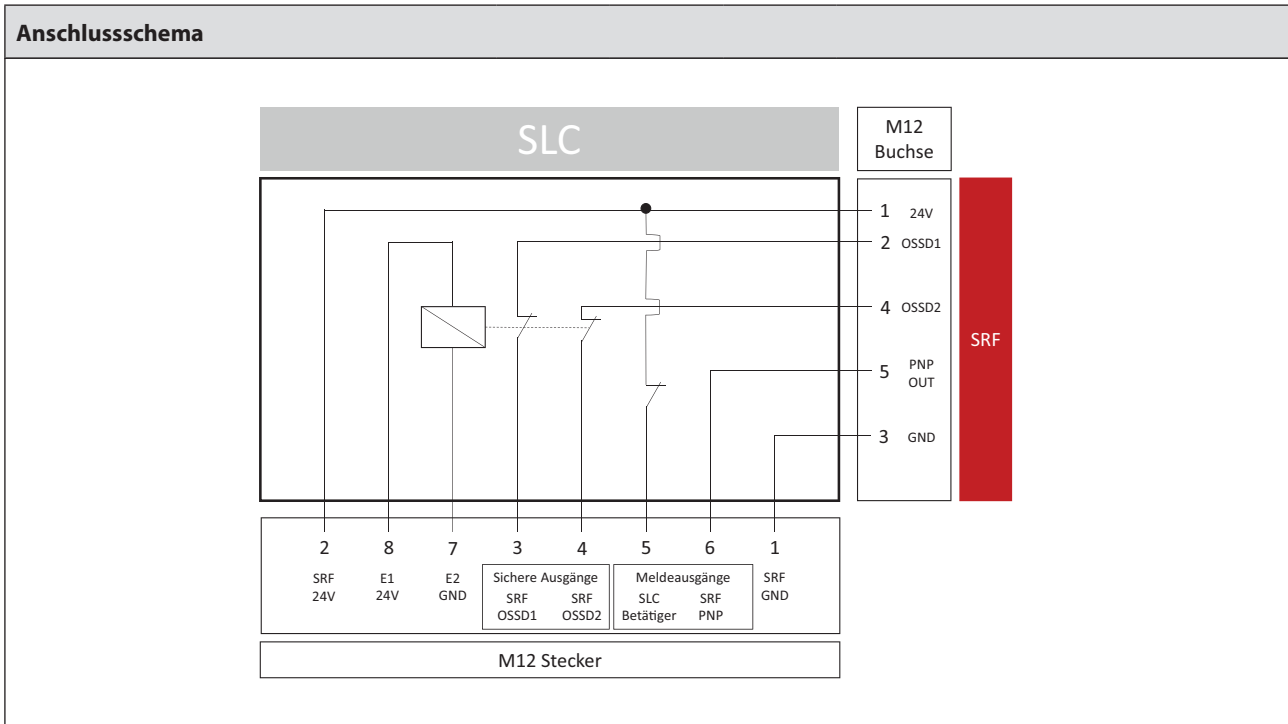 Anschlussschema
SLC
M12
Buchse
1 24V
2 OSSD1
4 OSSD2
5 PNP
OUT
3 GND
SRF
2 8 7 3 4 5 6 1
SRF E1 E2 Sichere Ausgänge Meldeausgänge SRF
24V 24V GND SRF SRF SLC SRF GND
OSSD1 OSSD2 Betätiger PNP
M12 Stecker